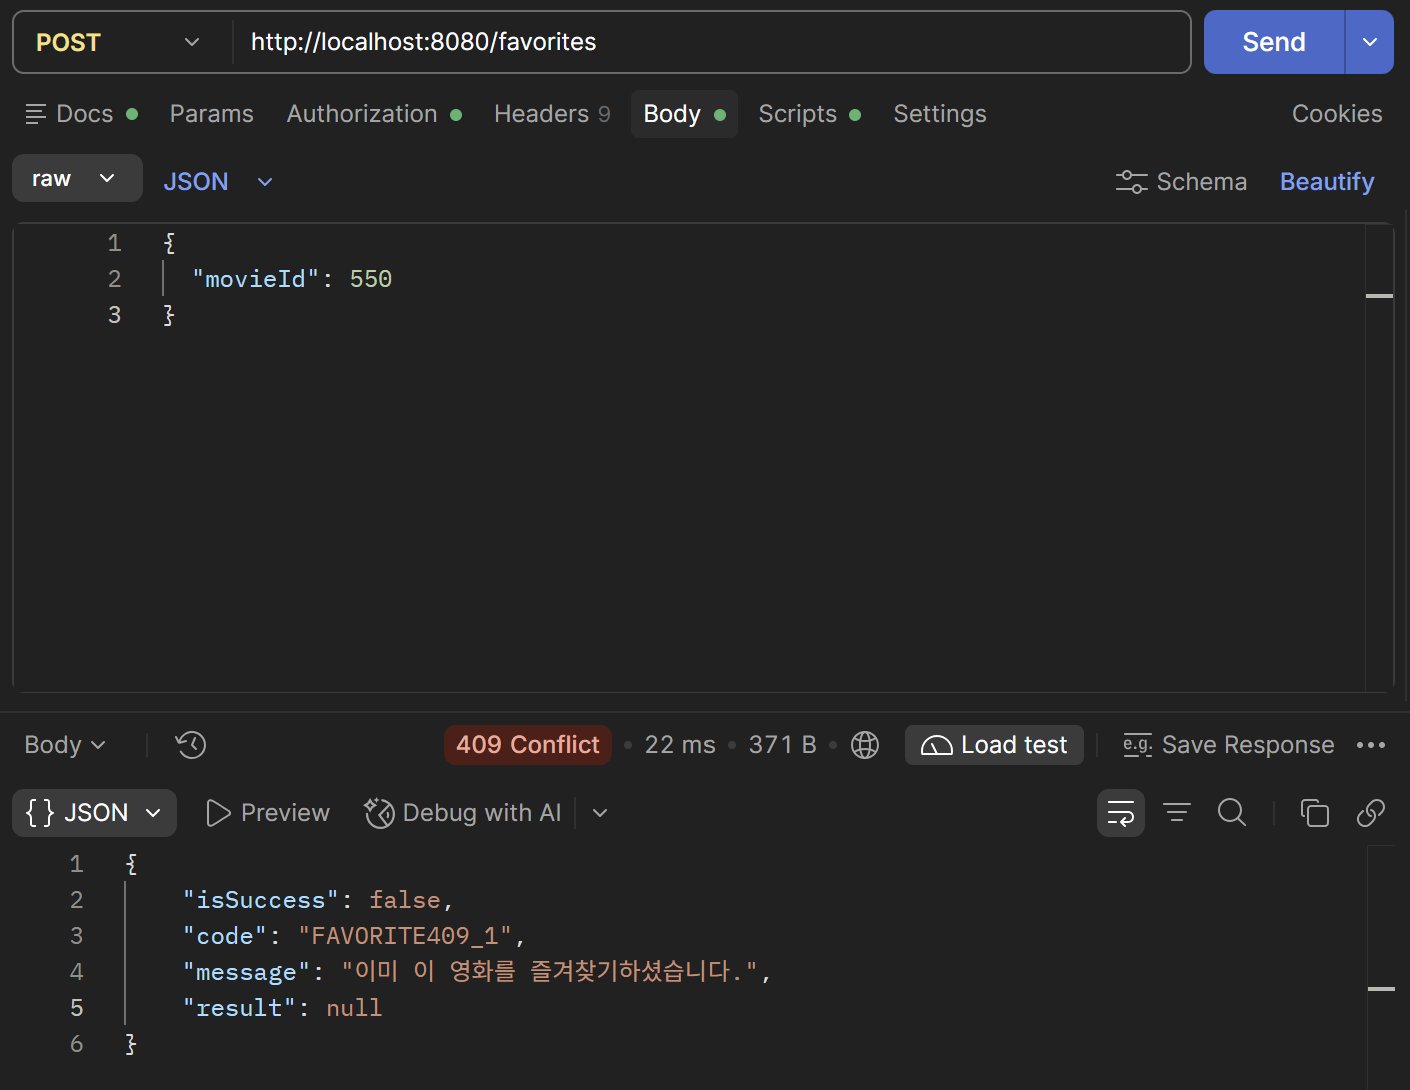 POST http://localhost:8080/favorites Send
Docs Params Authorization Headers 9 Body Scripts Settings Cookies
raw JSON Schema Beautify
1 {
2 "movieId": 550
3 }
Body 409 Conflict 22 ms 371 B Load test e.g. Save Response
{} JSON Preview Debug with AI
1 {
2 "isSuccess": false,
3 "code": "FAVORITE409_1",
4 "message": "이미 이 영화를 즐겨찾기하셨습니다.",
5 "result": null
6 }